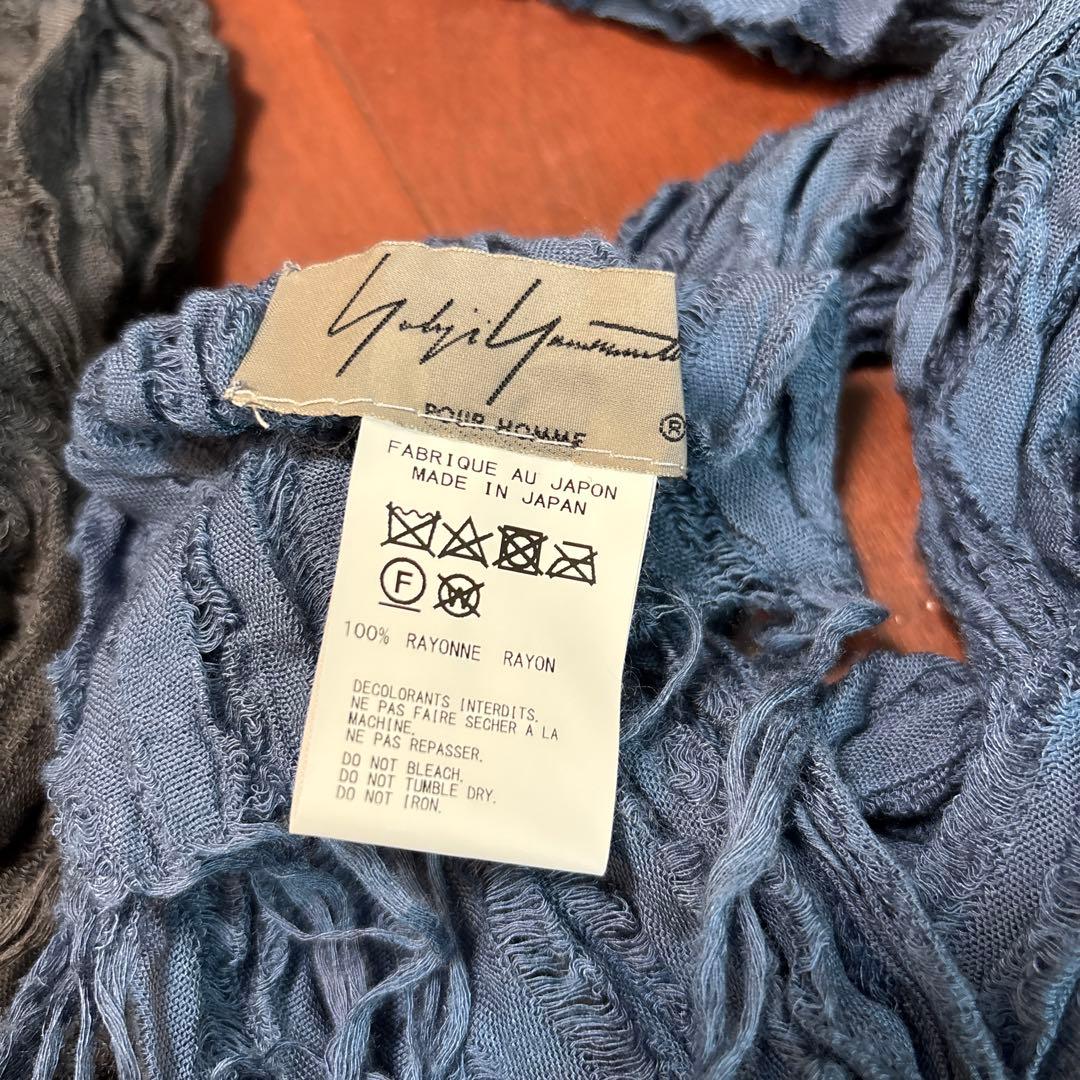 Yohji Yamamoto
POUR HOMME
®
FABRIQUE AU JAPON
MADE IN JAPAN
F W
100% RAYONNE RAYON
DECOLORANTS INTERDITS.
NE PAS FAIRE SECHER A LA
MACHINE.
NE PAS REPASSER.
DO NOT BLEACH.
DO NOT TUMBLE DRY.
DO NOT IRON.